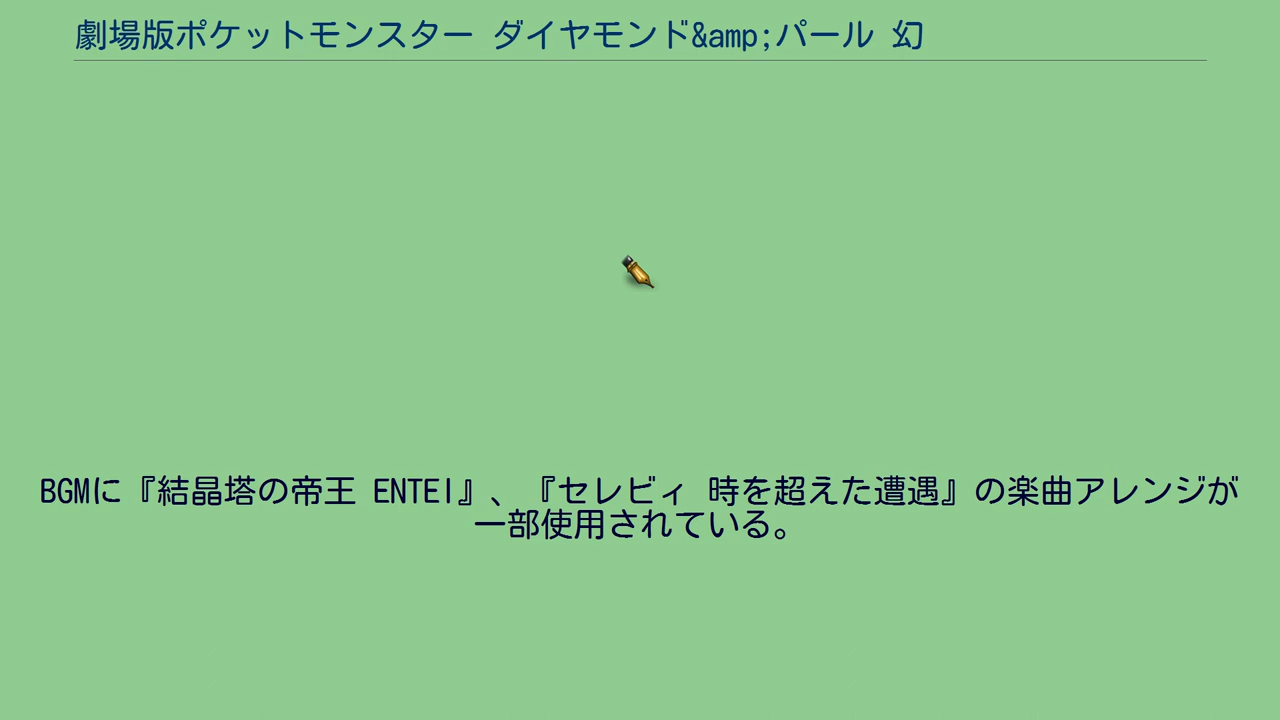 劇場版ポケットモンスター ダイヤモンド&amp;パール 幻
BGMに『結晶塔の帝王 ENTEI』、『セレビィ 時を超えた遭遇』の楽曲アレンジが
一部使用されている。